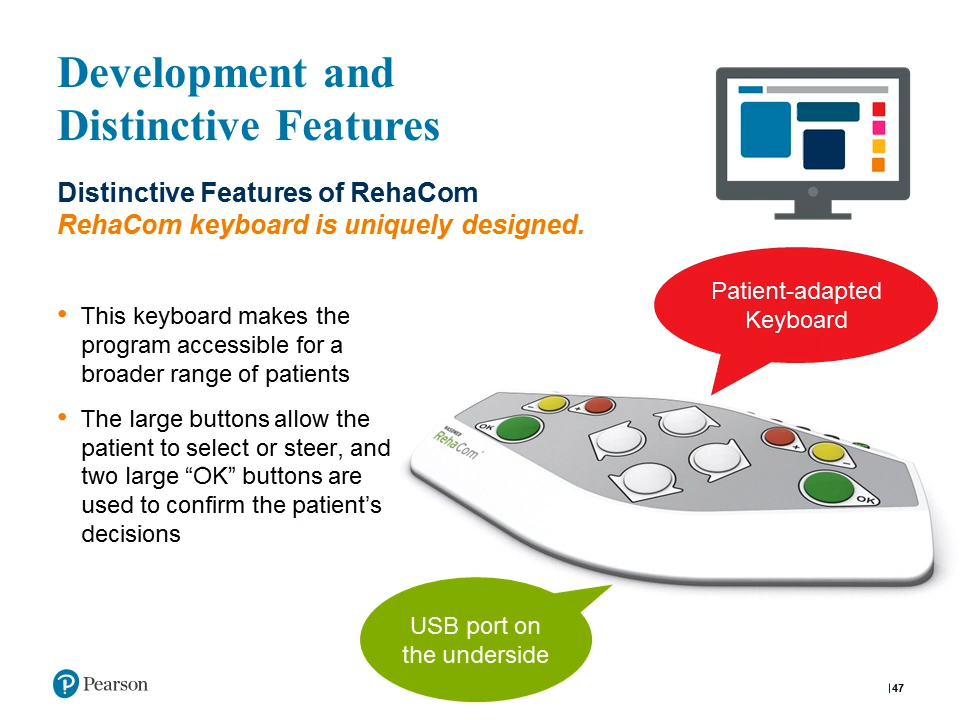 Development and
Distinctive Features
Distinctive Features of RehaCom
RehaCom keyboard is uniquely designed.
• This keyboard makes the
program accessible for a
broader range of patients
• The large buttons allow the
patient to select or steer, and
two large “OK” buttons are
used to confirm the patient’s
decisions
Patient-adapted
Keyboard
OK
-
+
HASOMED
RehaCom
+
-
OK
USB port on
the underside
Pearson
|47